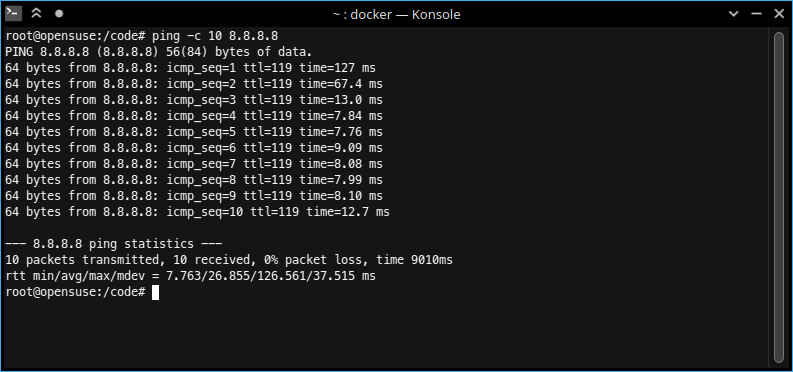 ~ : docker — Konsole
root@opensuse:/code# ping -c 10 8.8.8.8
PING 8.8.8.8 (8.8.8.8) 56(84) bytes of data.
64 bytes from 8.8.8.8: icmp_seq=1 ttl=119 time=127 ms
64 bytes from 8.8.8.8: icmp_seq=2 ttl=119 time=67.4 ms
64 bytes from 8.8.8.8: icmp_seq=3 ttl=119 time=13.0 ms
64 bytes from 8.8.8.8: icmp_seq=4 ttl=119 time=7.84 ms
64 bytes from 8.8.8.8: icmp_seq=5 ttl=119 time=7.76 ms
64 bytes from 8.8.8.8: icmp_seq=6 ttl=119 time=9.09 ms
64 bytes from 8.8.8.8: icmp_seq=7 ttl=119 time=8.08 ms
64 bytes from 8.8.8.8: icmp_seq=8 ttl=119 time=7.99 ms
64 bytes from 8.8.8.8: icmp_seq=9 ttl=119 time=8.10 ms
64 bytes from 8.8.8.8: icmp_seq=10 ttl=119 time=12.7 ms

--- 8.8.8.8 ping statistics ---
10 packets transmitted, 10 received, 0% packet loss, time 9010ms
rtt min/avg/max/mdev = 7.763/26.855/126.561/37.515 ms
root@opensuse:/code#